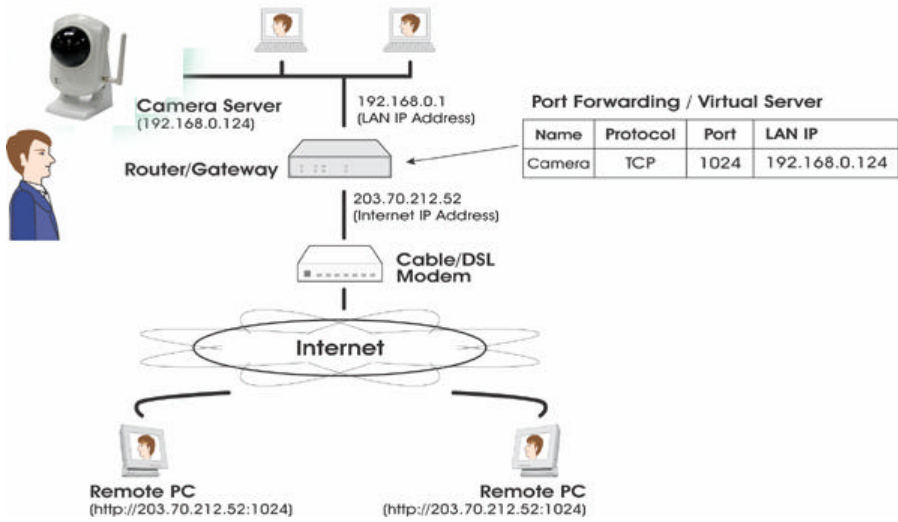 Camera Server
(192.168.0.124)
192.168.0.1
(LAN IP Address)
Port Forwarding / Virtual Server
Name Protocol Port LAN IP
Camera TCP 1024 192.168.0.124
Router/Gateway
203.70.212.52
(Internet IP Address)
Cable/DSL
Modem
Internet
Remote PC
(http://203.70.212.52:1024)
Remote PC
(http://203.70.212.52:1024)